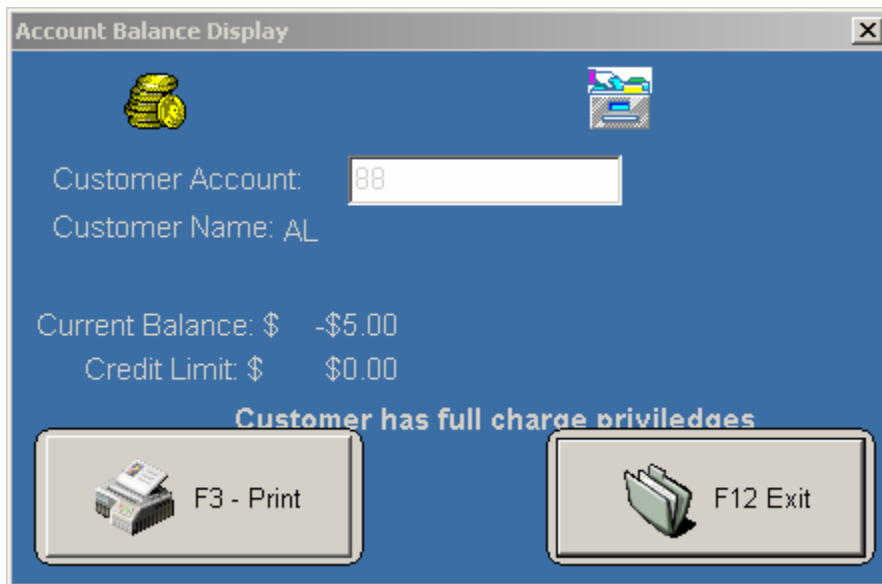 Account Balance Display
Customer Account: 88
Customer Name: AL
Current Balance: $ -$5.00
Credit Limit: $ $0.00
Customer has full charge priviledges
F3 - Print
F12 Exit